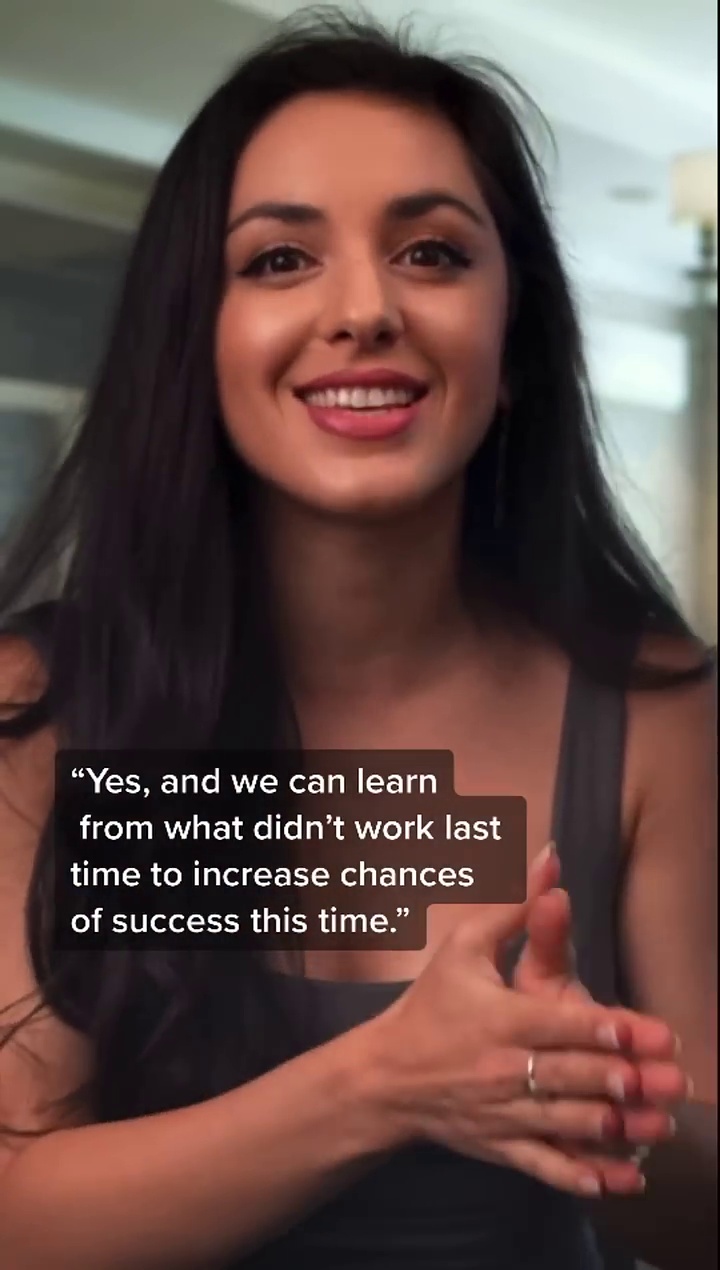 “Yes, and we can learn
from what didn’t work last
time to increase chances
of success this time.”